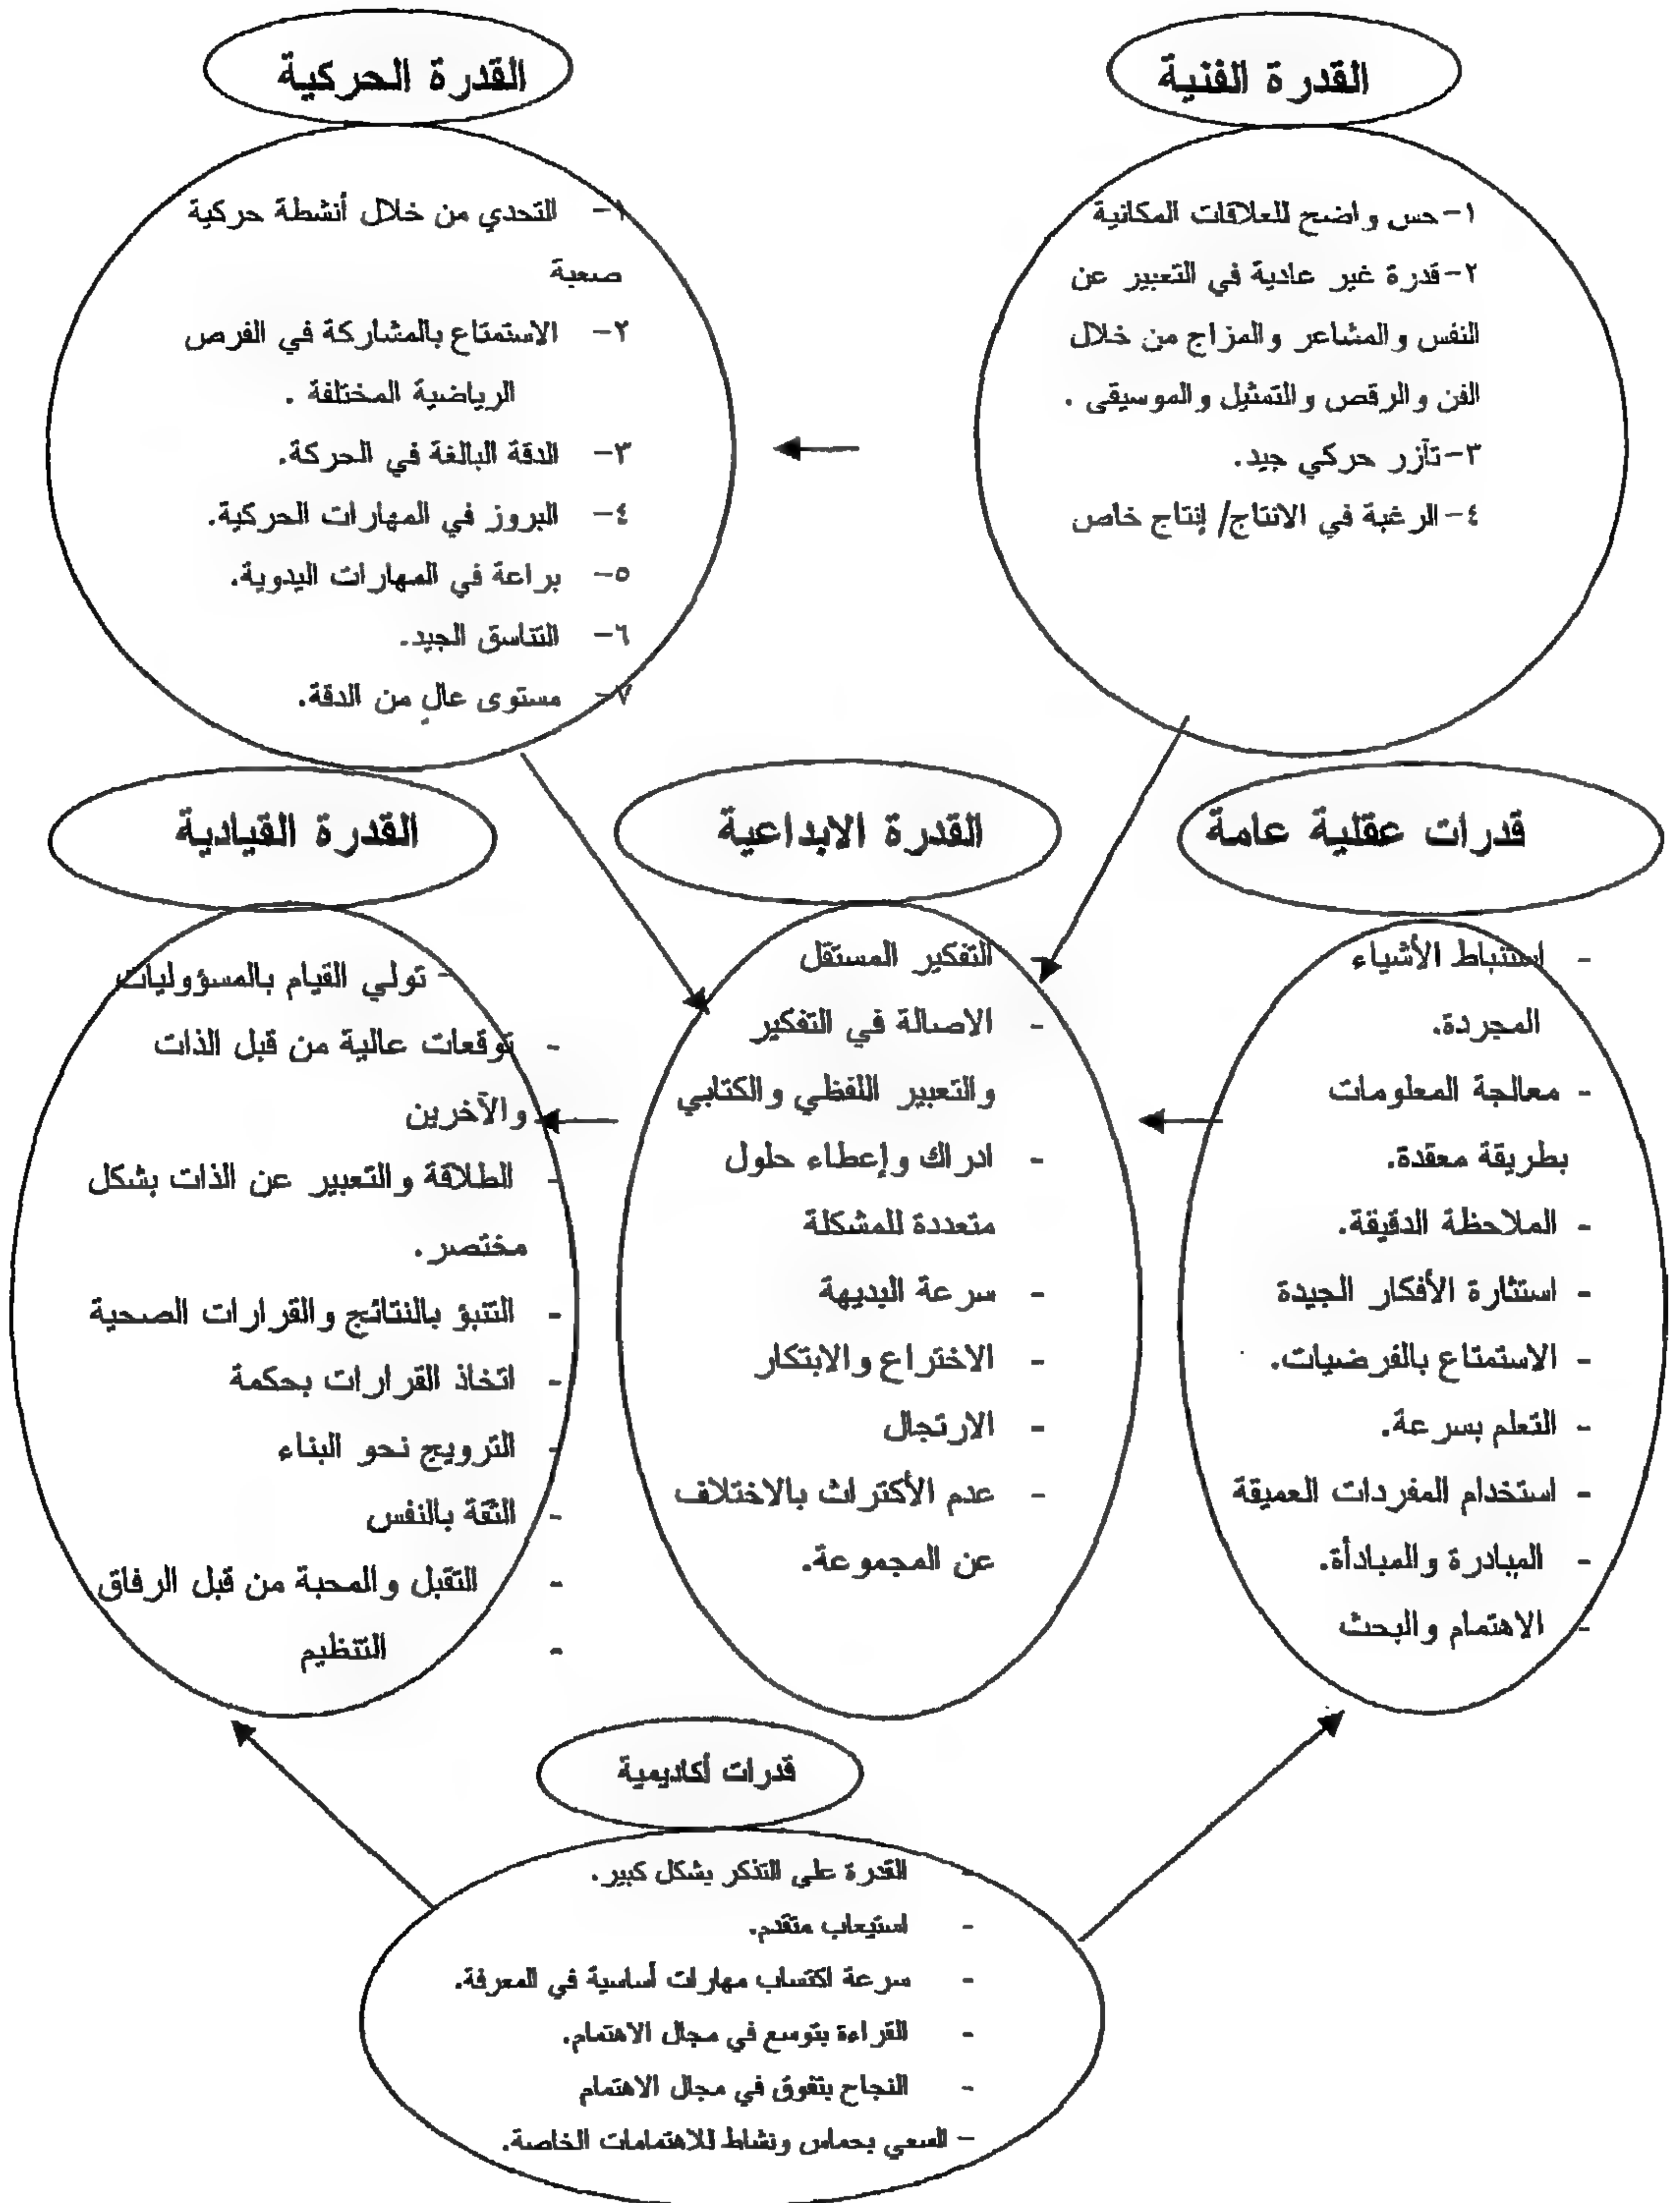 القدرة الفنية
١-حس واضح للعلاقات المكانية
٢-قدرة غير عادية في التعبير عن
النفس والمشاعر والمزاج من خلال
الفن والرقص والتمثيل والموسيقى .
٣-تآزر حركي جيد.
٤-الرغبة في الانتاج/ إنتاج خاص
القدرة الحركية
١- التحدي من خلال أنشطة حركية
صعبة
٢- الاستمتاع بالمشاركة في الفرص
الرياضية المختلفة .
٣- الدقة البالغة في الحركة.
٤- البروز في المهارات الحركية.
٥- براعة في المهارات اليدوية.
٦- التناسق الجيد.
٧- مستوى عالٍ من الدقة.
قدرات عقلية عامة
- استنباط الأشياء
المجردة.
- معالجة المعلومات
بطريقة معقدة.
- الملاحظة الدقيقة.
- استثارة الأفكار الجيدة
- الاستمتاع بالفرضيات.
- التعلم بسرعة.
- استخدام المفردات العميقة
- المبادرة والمبادأة.
- الاهتمام والبحث
القدرة الابداعية
- التفكير المستقل
- الاصالة في التفكير
والتعبير اللفظي والكتابي
- ادراك وإعطاء حلول
متعددة للمشكلة
- سرعة البديهة
- الاختراع والابتكار
- الارتجال
- عدم الأكتراث بالاختلاف
عن المجموعة.
القدرة القيادية
- تولي القيام بالمسؤوليات
- توقعات عالية من قبل الذات
والآخرين
- الطلاقة والتعبير عن الذات بشكل
مختصر.
- التنبؤ بالنتائج والقرارات الصحية
- اتخاذ القرارات بحكمة
- الترويج نحو البناء
- الثقة بالنفس
- التقبل والمحبة من قبل الرفاق
- التنظيم
قدرات أكاديمية
- القدرة على التذكر بشكل كبير.
- استيعاب متقدم.
- سرعة اكتساب مهارات أساسية في المعرفة.
- القراءة بتوسع في مجال الاهتمام.
- النجاح بتفوق في مجال الاهتمام
- السعي بحماس ونشاط للاهتمامات الخاصة.